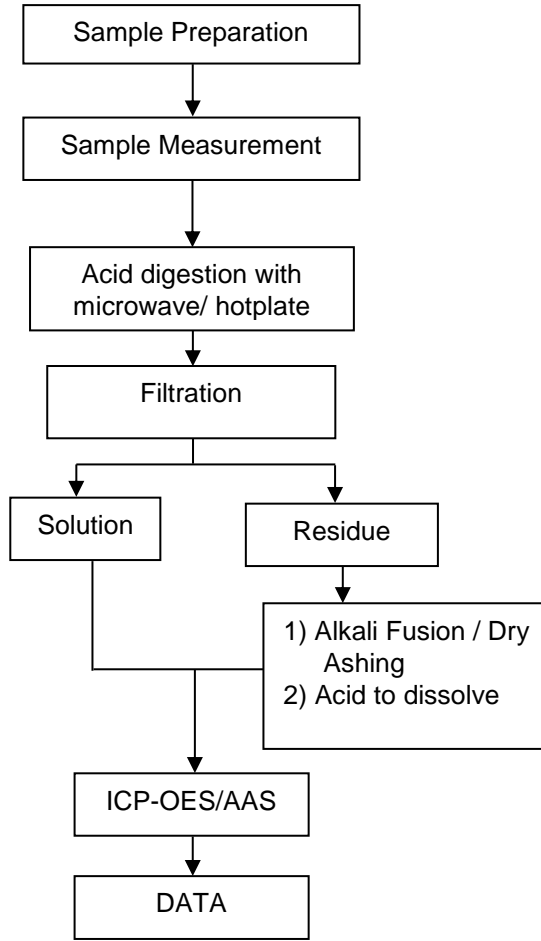 Sample Preparation
Sample Measurement
Acid digestion with
microwave/ hotplate
Filtration
Solution
Residue
1) Alkali Fusion / Dry
Ashing
2) Acid to dissolve
ICP-OES/AAS
DATA